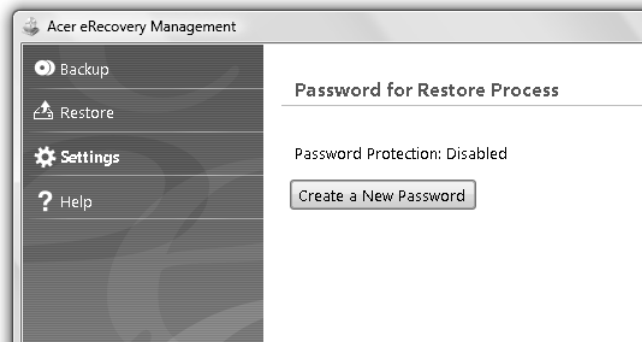 Acer eRecovery Management
Backup
Restore
Settings
Help
Password for Restore Process
Password Protection: Disabled
Create a New Password